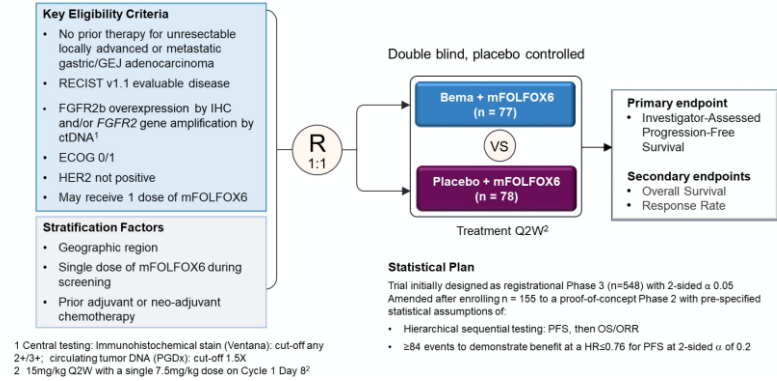 Key Eligibility Criteria
• No prior therapy for unresectable
locally advanced or metastatic
gastric/GEJ adenocarcinoma
• RECIST v1.1 evaluable disease
• FGFR2b overexpression by IHC
and/or FGFR2 gene amplification by
ctDNA1
• ECOG 0/1
• HER2 not positive
• May receive 1 dose of mFOLFOX6
Stratification Factors
• Geographic region
• Single dose of mFOLFOX6 during
screening
• Prior adjuvant or neo-adjuvant
chemotherapy
R
1:1
Double blind, placebo controlled
Bema + mFOLFOX6
(n = 77)
VS
Placebo + mFOLFOX6
(n = 78)
Treatment Q2W2
Primary endpoint
• Investigator-Assessed
Progression-Free
Survival
Secondary endpoints
• Overall Survival
• Response Rate
Statistical Plan
Trial initially designed as registrational Phase 3 (n=548) with 2-sided α 0.05
Amended after enrolling n = 155 to a proof-of-concept Phase 2 with pre-specified
statistical assumptions of:
• Hierarchical sequential testing: PFS, then OS/ORR
• ≥84 events to demonstrate benefit at a HR≤0.76 for PFS at 2-sided α of 0.2
1 Central testing: Immunohistochemical stain (Ventana): cut-off any
2+/3+; circulating tumor DNA (PGDx): cut-off 1.5X
2 15mg/kg Q2W with a single 7.5mg/kg dose on Cycle 1 Day 82